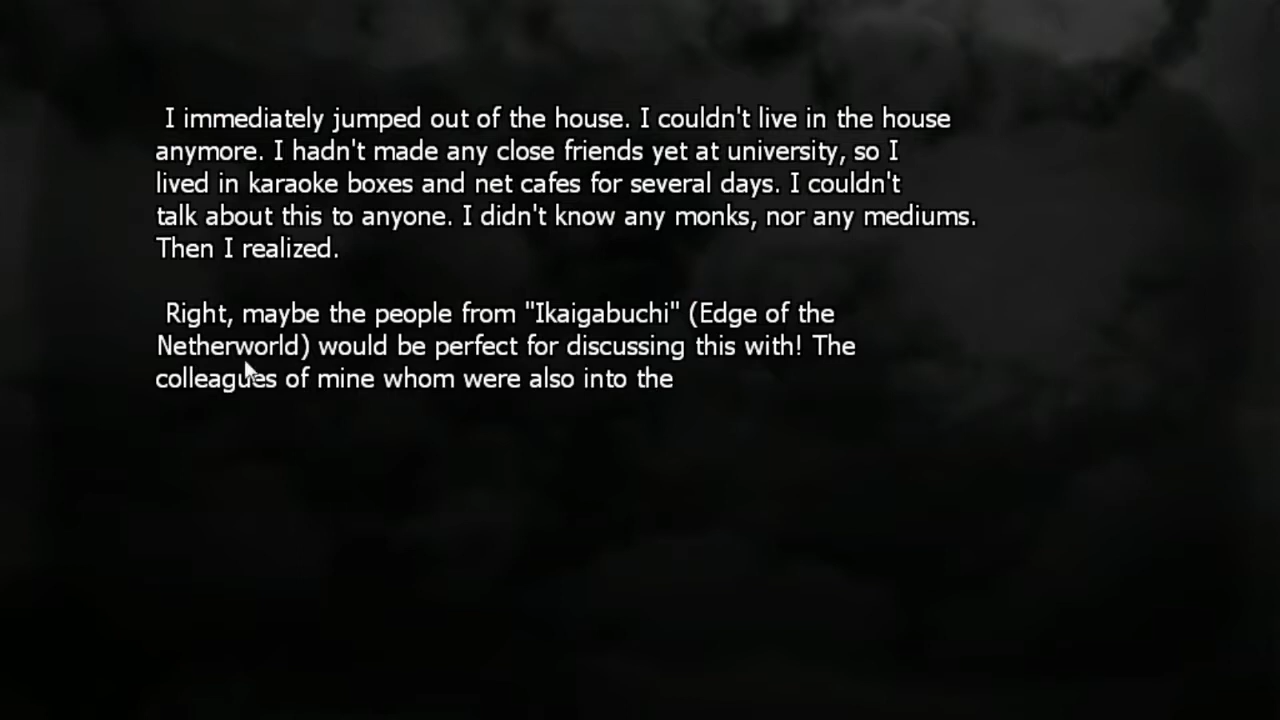 I immediately jumped out of the house. I couldn't live in the house
anymore. I hadn't made any close friends yet at university, so I
lived in karaoke boxes and net cafes for several days. I couldn't
talk about this to anyone. I didn't know any monks, nor any mediums.
Then I realized.
Right, maybe the people from "Ikaigabuchi" (Edge of the
Netherworld) would be perfect for discussing this with! The
colleagues of mine whom were also into the